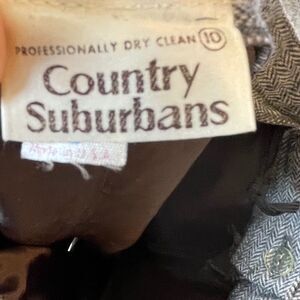 PROFESSIONALLY DRY CLEAN 10
Country
Suburbans